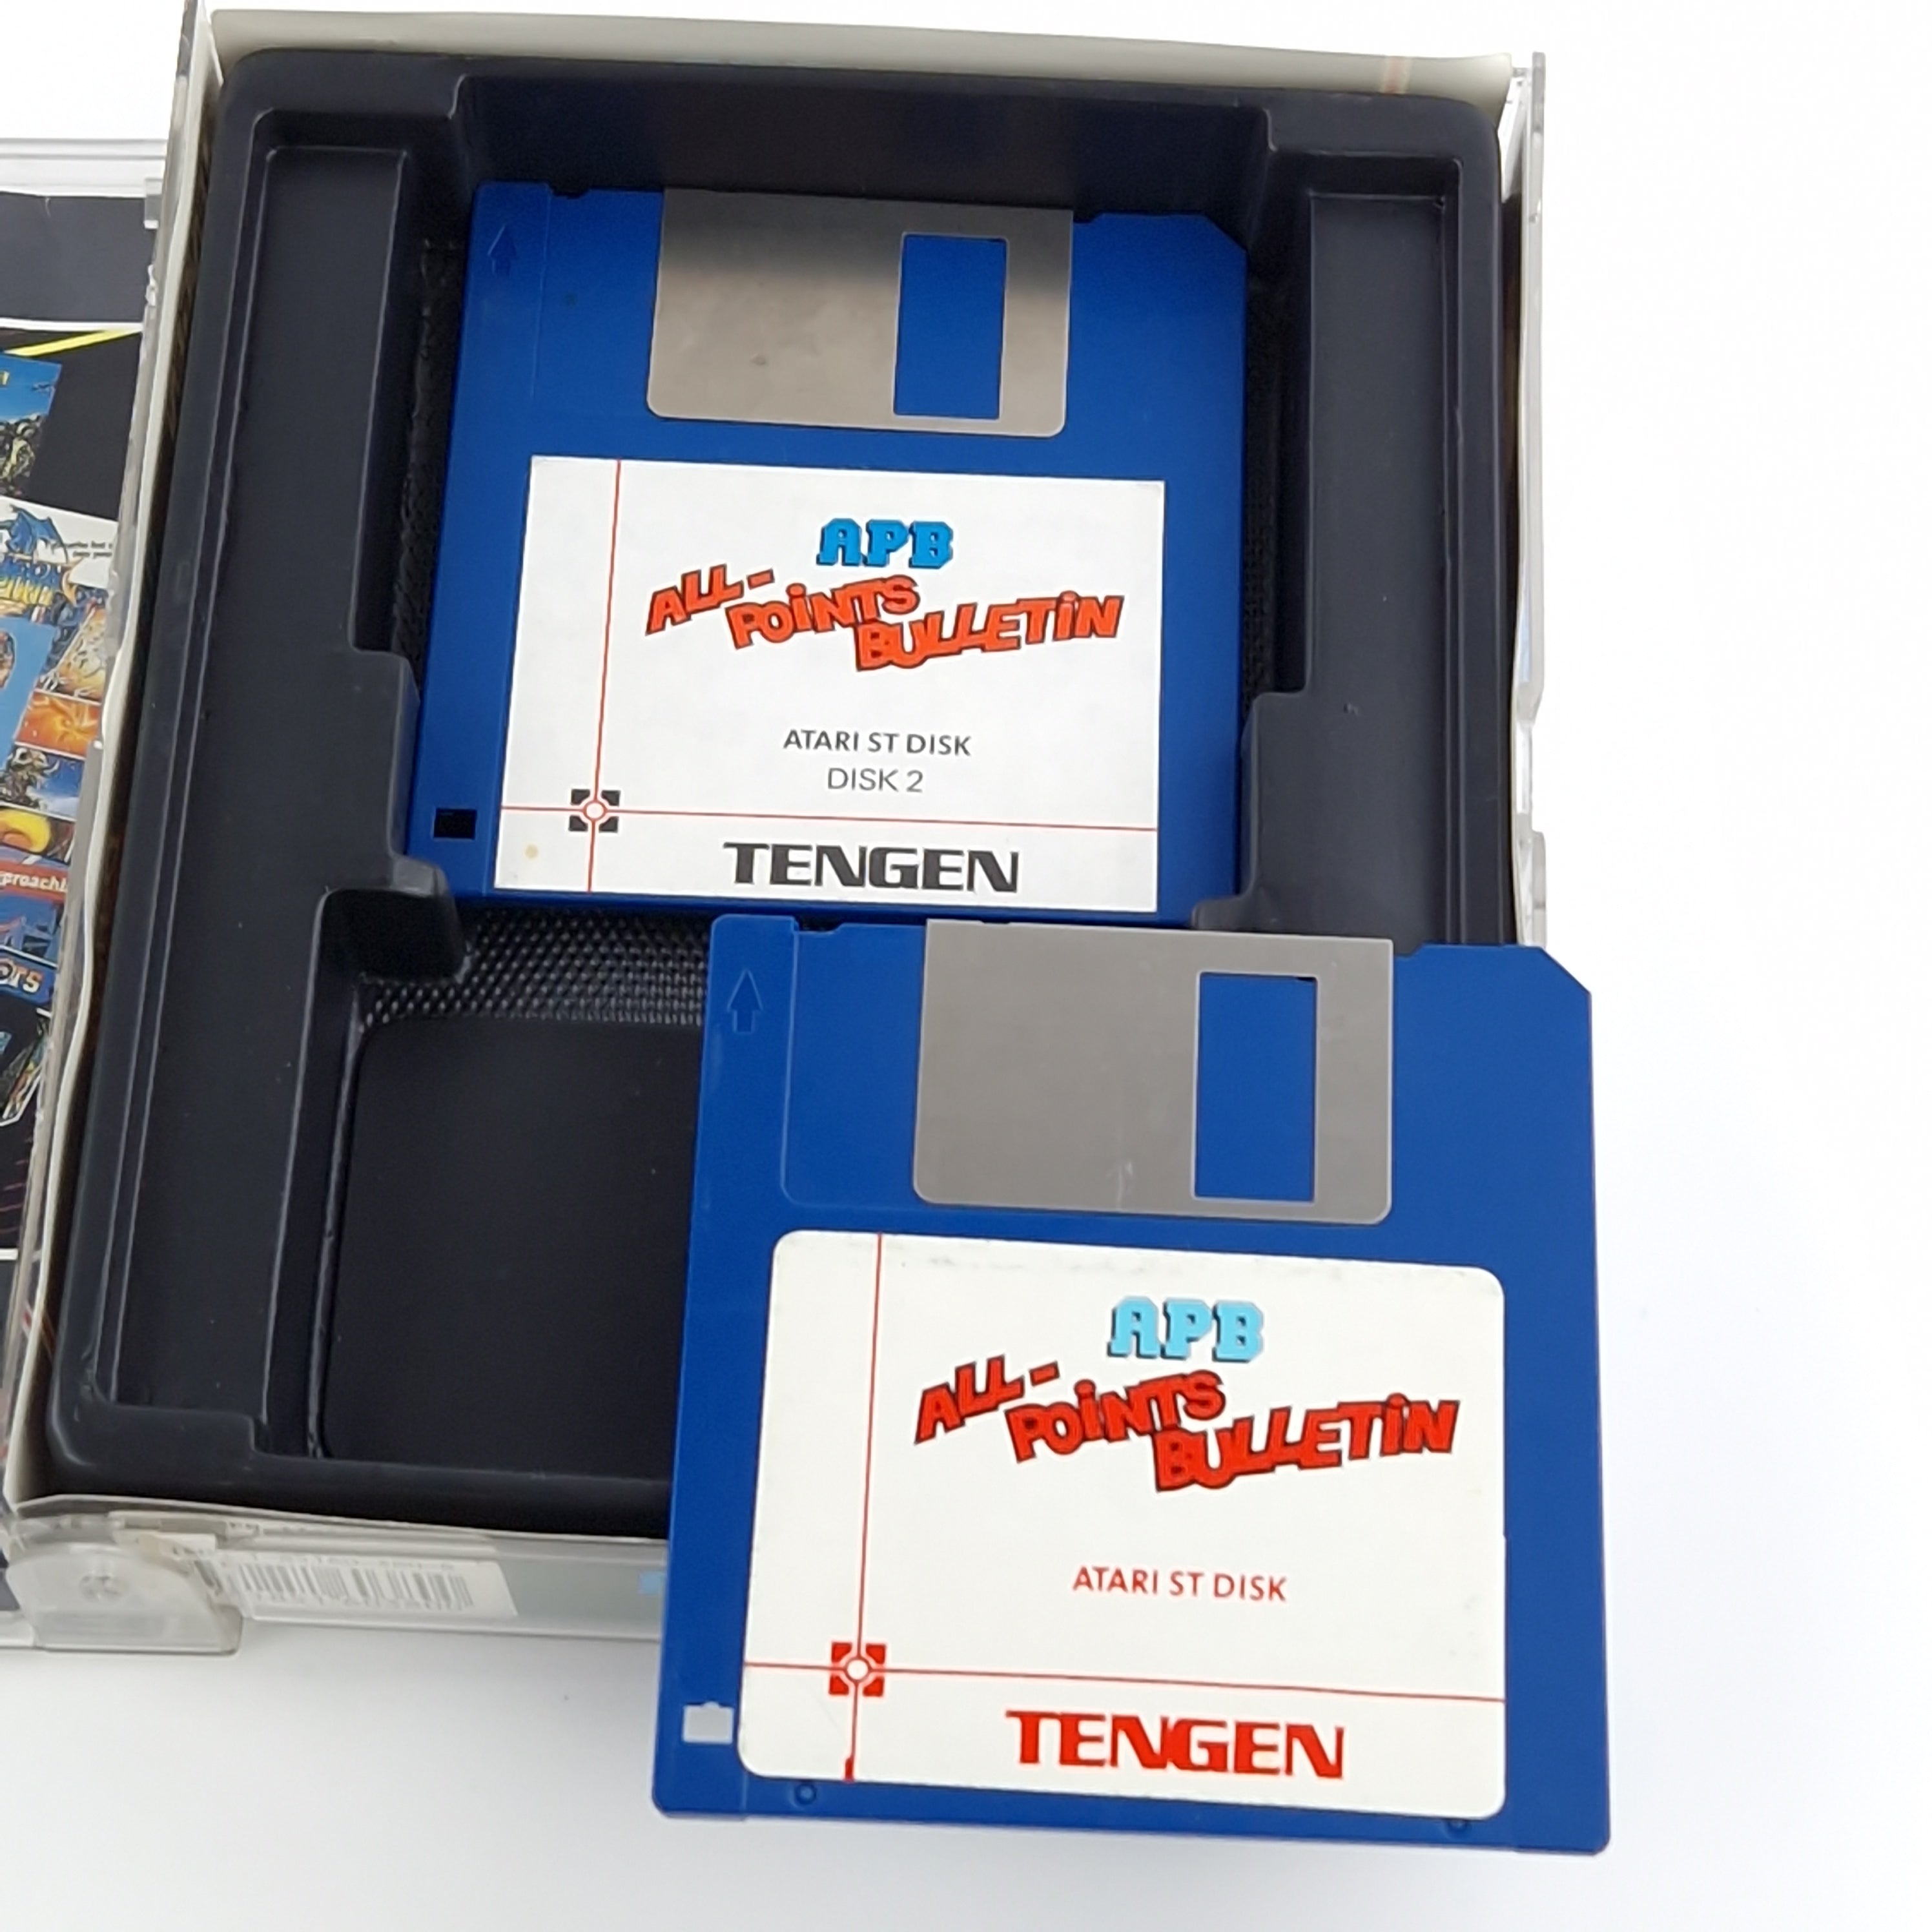 APB
ALL-
POINTS
BULLETIN
ATARI ST DISK
DISK 2
TENGEN
APB
ALL-
POINTS
BULLETIN
ATARI ST DISK
TENGEN